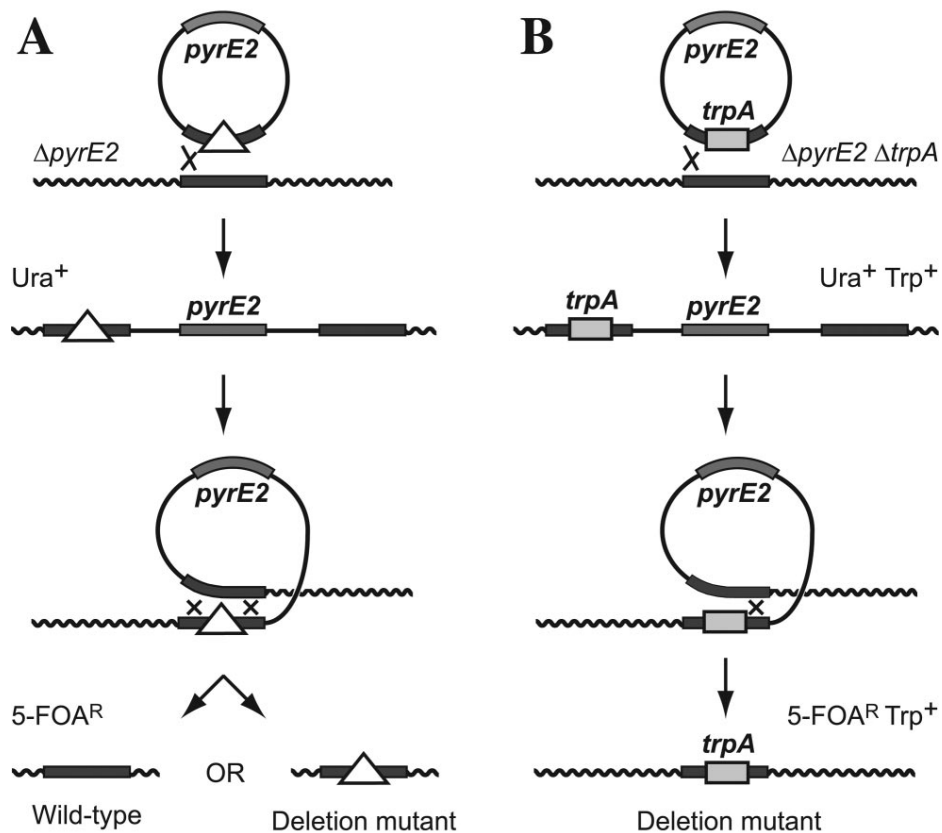 A
pyrE2
ΔpyrE2
Ura⁺
pyrE2
pyrE2
5-FOAᴿ
OR
Wild-type
Deletion mutant
B
pyrE2
trpA
ΔpyrE2 ΔtrpA
Ura⁺ Trp⁺
trpA
pyrE2
pyrE2
5-FOAᴿ Trp⁺
trpA
Deletion mutant